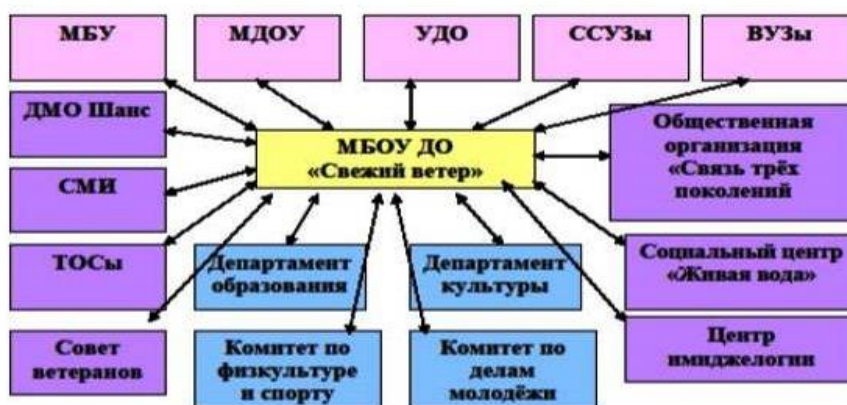 МБУ
МДОУ
УДО
ССУЗы
ВУЗы
ДМО Шанс
МБОУ ДО
«Свежий ветер»
Общественная
организация
«Связь трёх
поколений
СМИ
ТОСы
Департамент
образования
Департамент
культуры
Социальный центр
«Живая вода»
Совет
ветеранов
Комитет по
физкультуре
и спорту
Комитет по
делам
молодёжи
Центр
имиджелогии